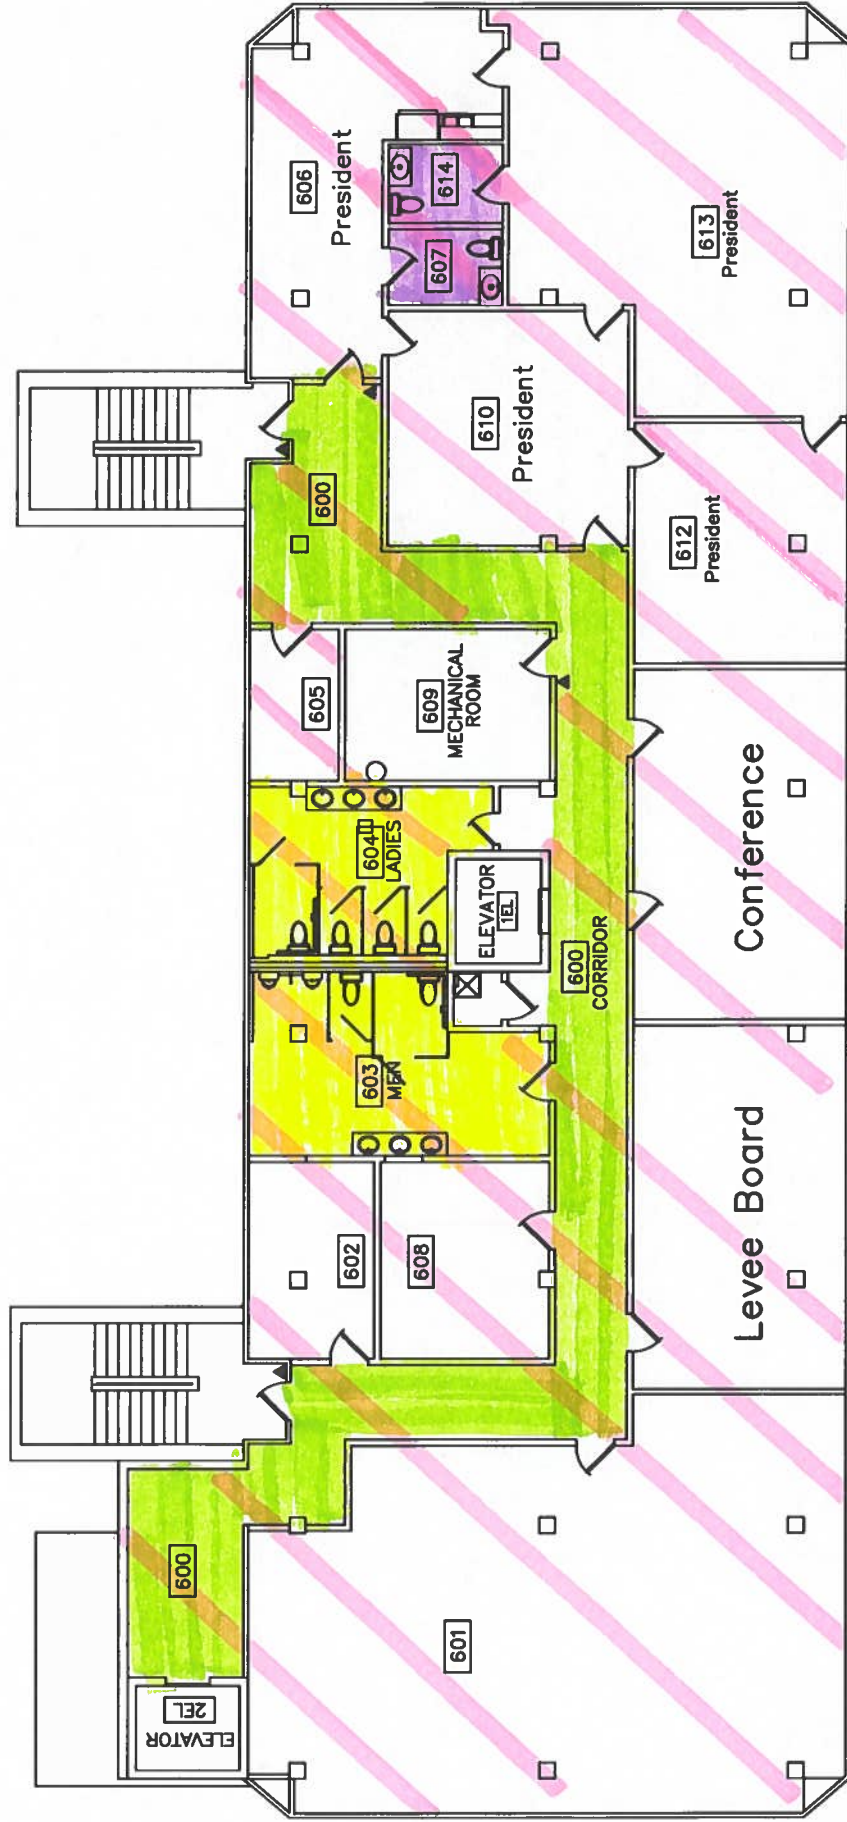 606
President
614
607
613
President
610
President
600
612
President
605
609
MECHANICAL
ROOM
604
LADIES
ELEVATOR
1EL
600
CORRIDOR
Conference
603
MEN
602
608
Levee Board
600
601
2EL
ELEVATOR